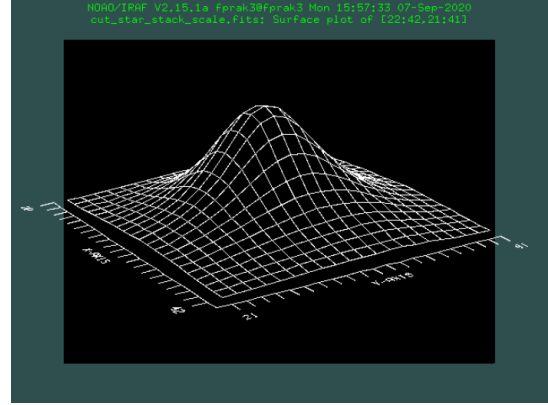 NOAO/IRAF V2.15.1a fprak3@fprak3 Mon 15:57:33 07-Sep-2020
cut_star_stack_scale.fits: Surface plot of [22:42,21:41]
X-AXIS
42
21
Y-AXIS